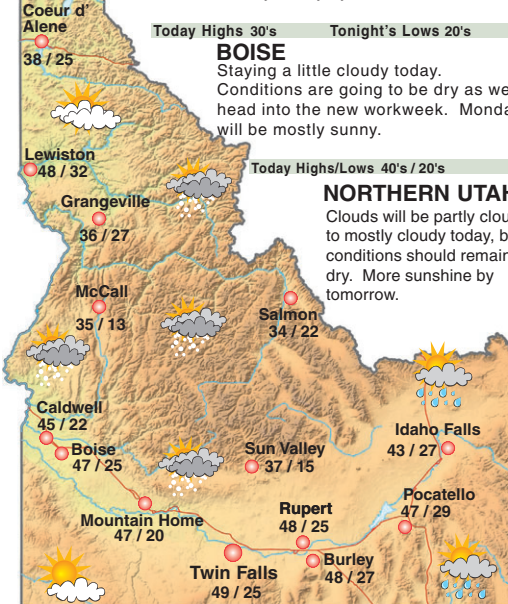 Coeur d'
Alene
38 / 25
Today Highs 30's Tonight's Lows 20's
BOISE
Staying a little cloudy today.
Conditions are going to be dry as we
head into the new workweek. Monda
will be mostly sunny.
Lewiston
48 / 32
Today Highs/Lows 40's / 20's
Grangeville
36 / 27
NORTHERN UTAH
Clouds will be partly clou
to mostly cloudy today, b
conditions should remain
dry. More sunshine by
tomorrow.
McCall
35 / 13
Salmon
34 / 22
Caldwell
45 / 22
Boise
47 / 25
Sun Valley
37 / 15
Idaho Falls
43 / 27
Mountain Home
47 / 20
Rupert
48 / 25
Pocatello
47 / 29
Twin Falls
49 / 25
Burley
48 / 27